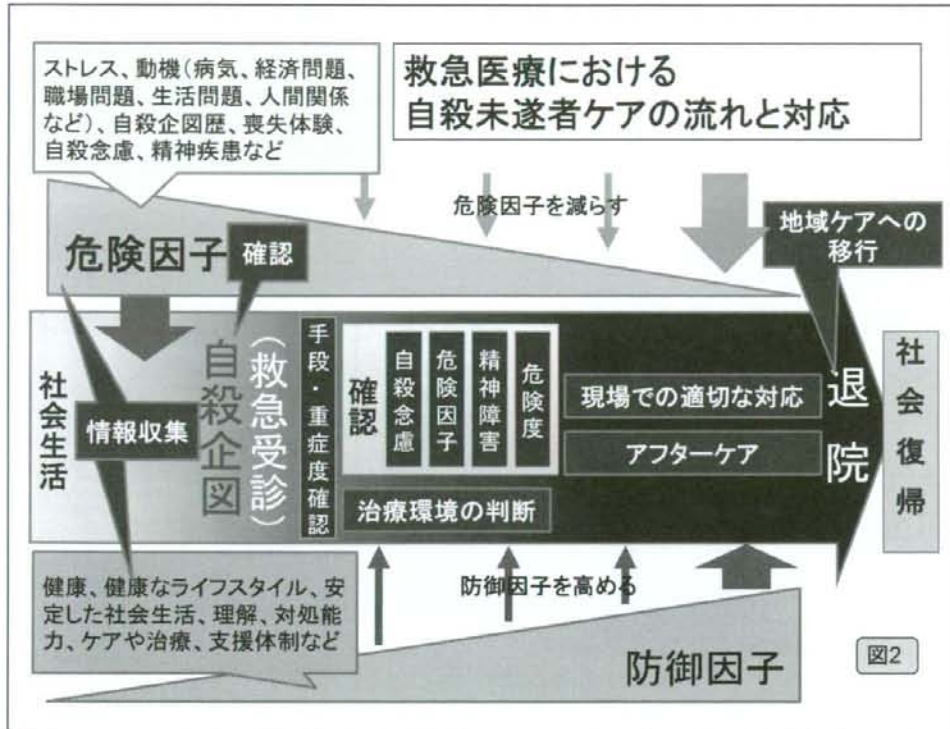 ストレス、動機(病気、経済問題、
職場問題、生活問題、人間関係
など)、自殺企図歴、喪失体験、
自殺念慮、精神疾患など
救急医療における
自殺未遂者ケアの流れと対応
危険因子を減らす
地域ケアへの
移行
危険因子
確認
社会生活
情報収集
自殺企図
(救急受診)
手段・重症度確認
確認
自殺念慮
危険因子
精神障害
危険度
治療環境の判断
現場での適切な対応
アフターケア
退院
社会復帰
健康、健康なライフスタイル、安
定した社会生活、理解、対処能
力、ケアや治療、支援体制など
防御因子を高める
防御因子
図2